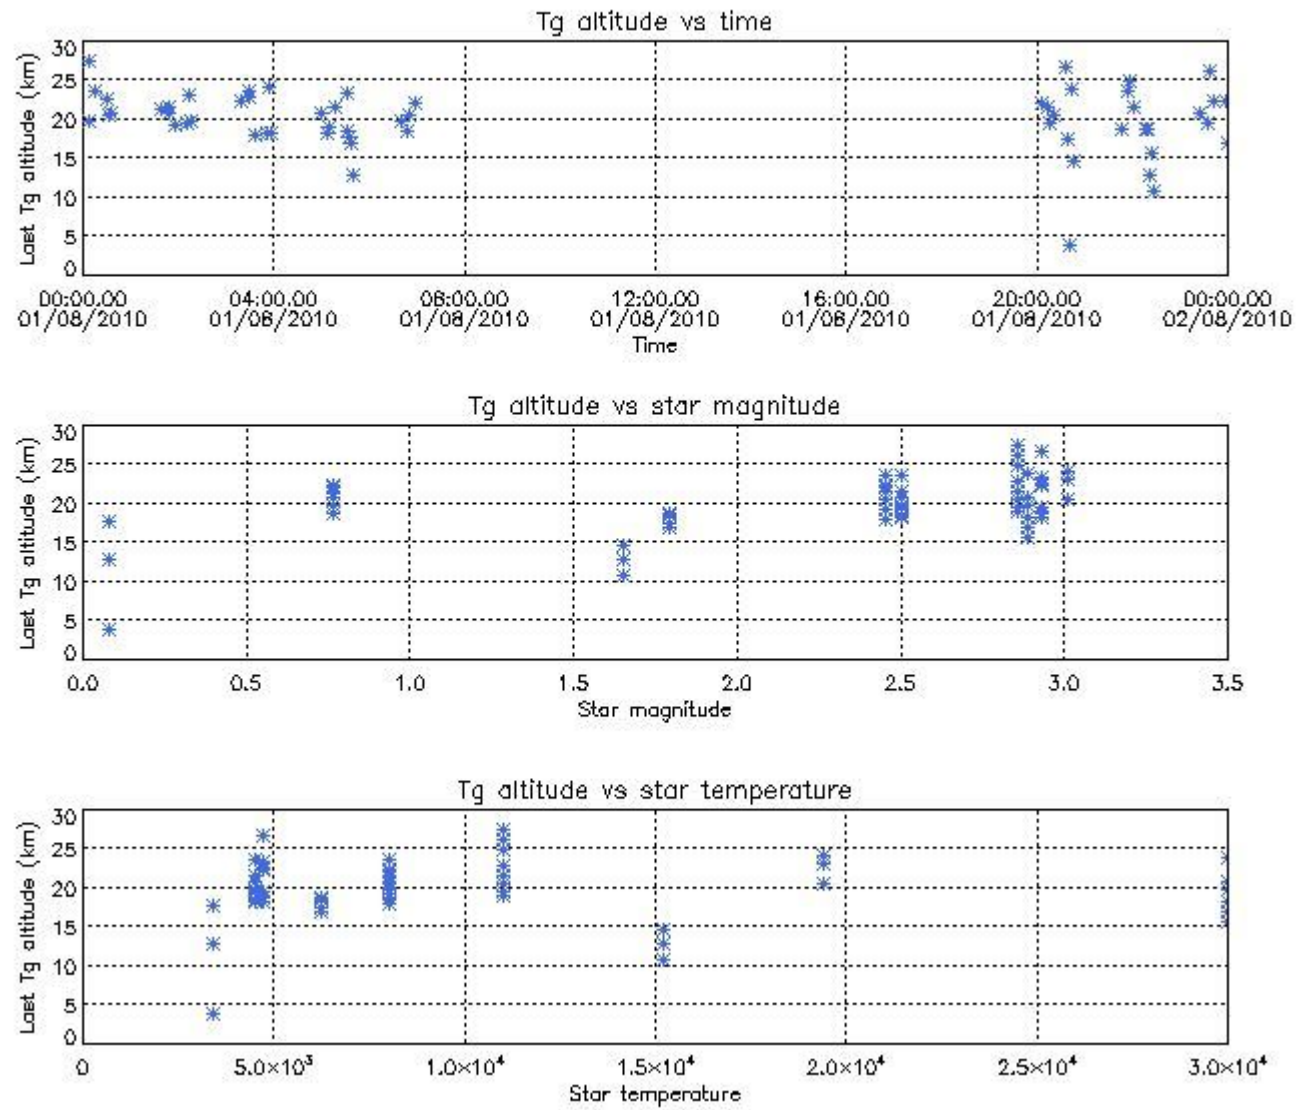 Tg altitude vs time
Last Tg altitude (km)
30
25
20
15
10
5
0
00:00.00 04:00.00 08:00.00 12:00.00 16:00.00 20:00.00 00:00.00
01/08/2010 01/08/2010 01/08/2010 01/08/2010 01/08/2010 01/08/2010 02/08/2010
Time
Tg altitude vs star magnitude
Last Tg altitude (km)
30
25
20
15
10
5
0
0.0 0.5 1.0 1.5 2.0 2.5 3.0 3.5
Star magnitude
Tg altitude vs star temperature
Last Tg altitude (km)
30
25
20
15
10
5
0
0 5.0×10³ 1.0×10⁴ 1.5×10⁴ 2.0×10⁴ 2.5×10⁴ 3.0×10⁴
Star temperature